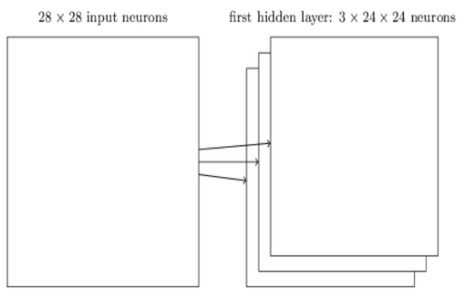 28 × 28 input neurons
first hidden layer: 3 × 24 × 24 neurons